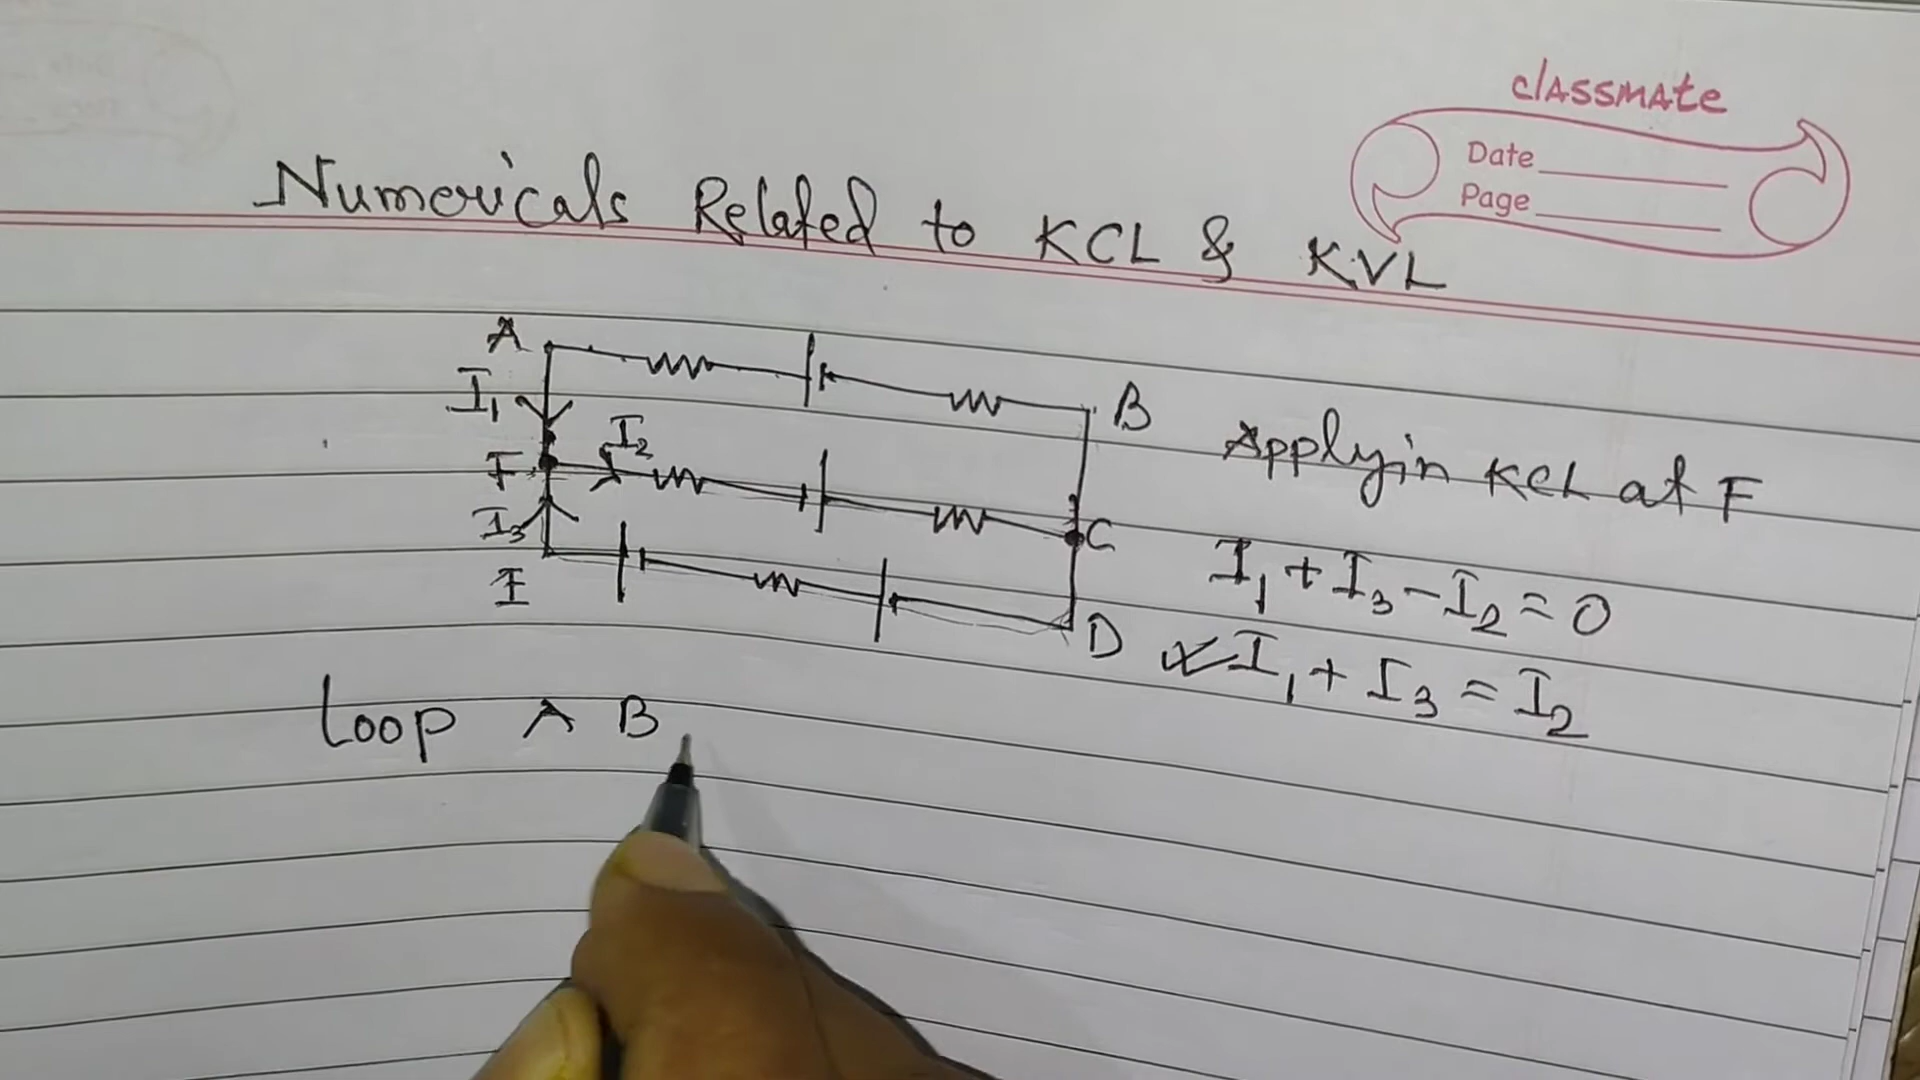 classmate
Date
Page
Numericals Related to KCL & KVL
A
I1
B
I2
F
I3
C
I
D
Applyin KCL at F
I1 + I3 - I2 = 0
I1 + I3 = I2
Loop A B